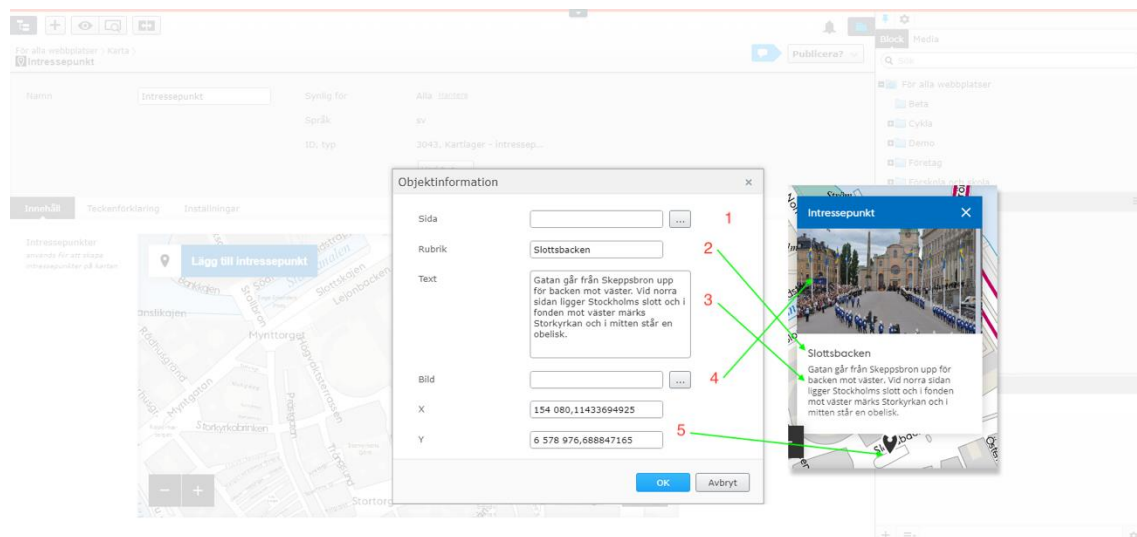 För alla webbplatser > Karta >
Intressepunkt
Publicera?
Namn
Intressepunkt
Synlig för
Alla
Språk
sv
ID, typ
3043, Kartlager - intressep...
Innehåll
Teckenförklaring
Inställningar
Intressepunkter
används för att skapa
intressepunkter på kartan
Lägg till intressepunkt
Slottskajen
Lejonbacken
Myntgatan
Mynttorget
Högvaktsterrassen
Storkyrkobrinken
Trångsund
Stortorg
Objektinformation
Sida
...
1
Rubrik
Slottsbacken
2
Text
Gatan går från Skeppsbron upp
för backen mot väster. Vid norra
sidan ligger Stockholms slott och i
fonden mot väster märks
Storkyrkan och i mitten står en
obelisk.
3
Bild
...
4
X
154 080,11433694925
Y
6 578 976,688847165
5
OK
Avbryt
Block
Media
Sök
För alla webbplatser
Beta
Cykla
Demo
Företag
Förskola och skola
Intressepunkt
Slottsbacken
Gatan går från Skeppsbron upp för
backen mot väster. Vid norra sidan
ligger Stockholms slott och i fonden
mot väster märks Storkyrkan och i
mitten står en obelisk.